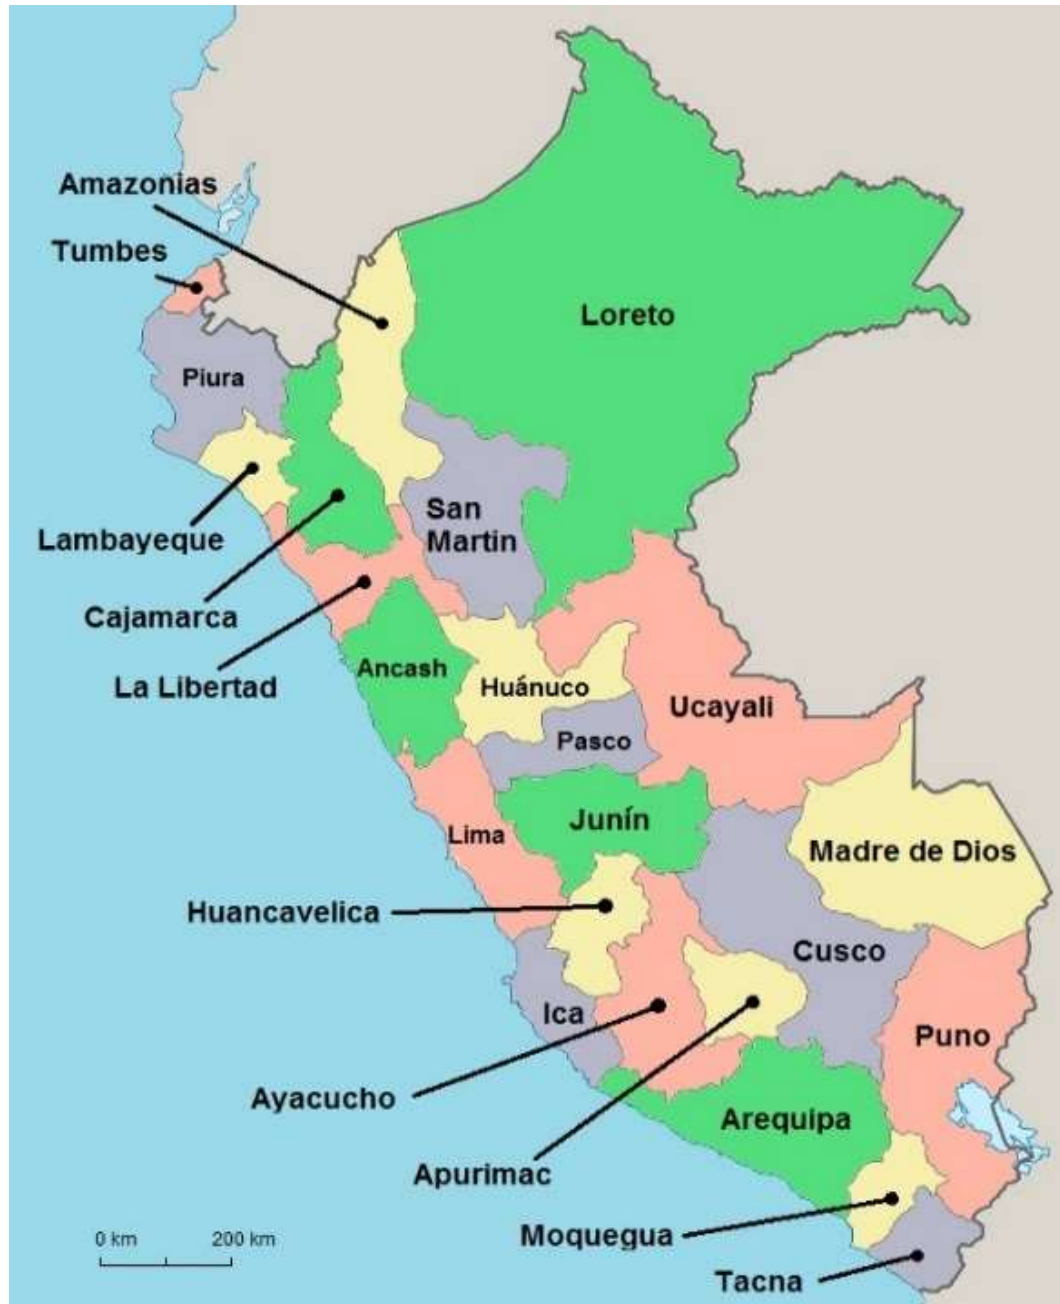 Amazonias
Tumbes
Loreto
Piura
San
Martin
Lambayeque
Cajamarca
La Libertad
Ancash
Huánuco
Ucayali
Pasco
Junín
Lima
Madre de Dios
Huancavelica
Cusco
Ica
Puno
Ayacucho
Arequipa
Apurimac
Moquegua
0 km 200 km
Tacna